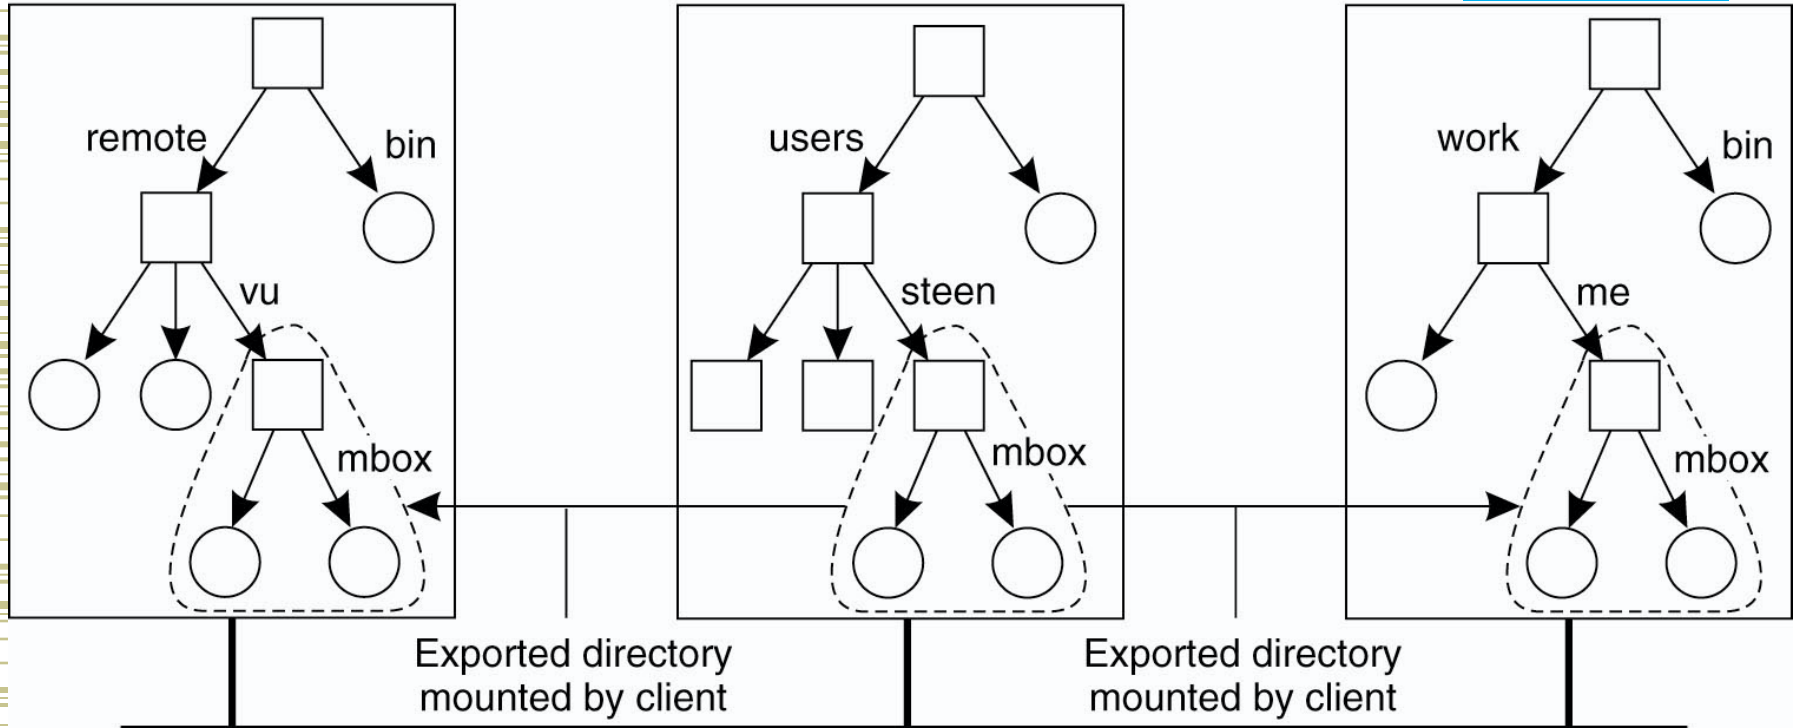 remote
bin
vu
mbox
users
steen
mbox
work
bin
me
mbox
Exported directory
mounted by client
Exported directory
mounted by client